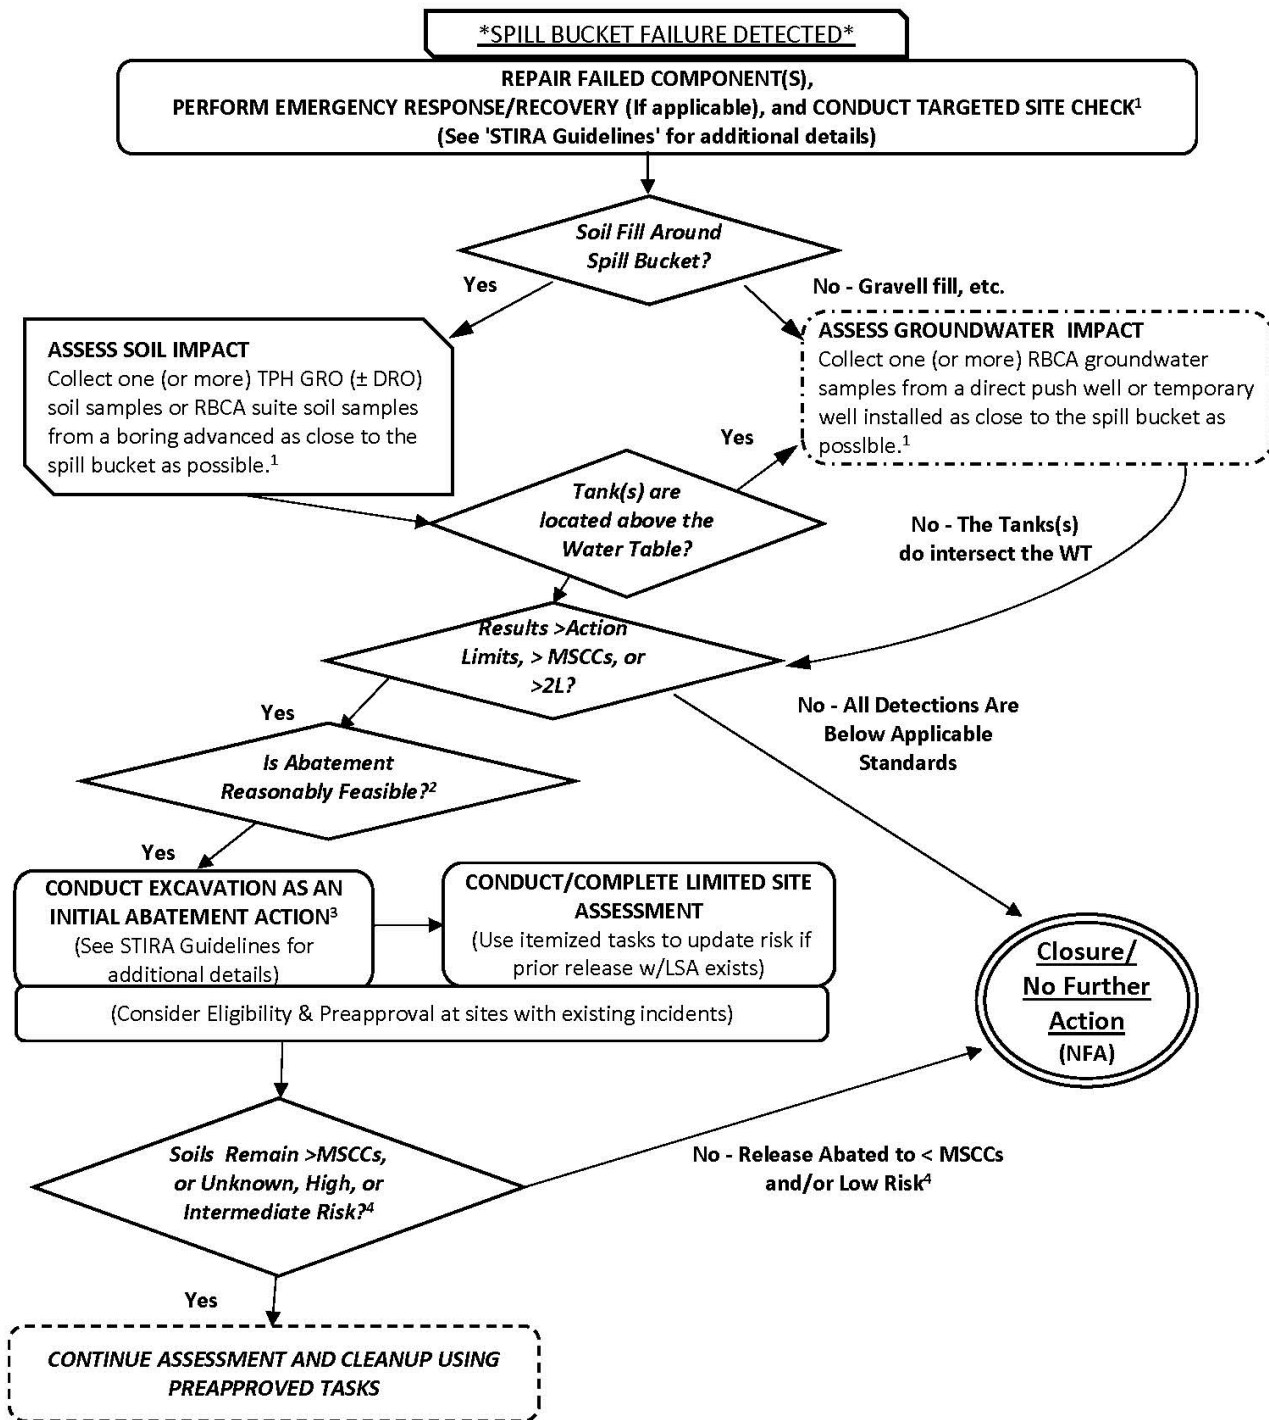 *SPILL BUCKET FAILURE DETECTED*
REPAIR FAILED COMPONENT(S),
PERFORM EMERGENCY RESPONSE/RECOVERY (If applicable), and CONDUCT TARGETED SITE CHECK¹
(See 'STIRA Guidelines' for additional details)
Soil Fill Around
Spill Bucket?
Yes
No - Gravell fill, etc.
ASSESS SOIL IMPACT
Collect one (or more) TPH GRO (± DRO)
soil samples or RBCA suite soil samples
from a boring advanced as close to the
spill bucket as possible.¹
ASSESS GROUNDWATER IMPACT
Collect one (or more) RBCA groundwater
samples from a direct push well or temporary
well installed as close to the spill bucket as
possible.¹
Yes
Tank(s) are
located above the
Water Table?
No - The Tanks(s)
do intersect the WT
Results >Action
Limits, > MSCCs, or
>2L?
Yes
No - All Detections Are
Below Applicable
Standards
Is Abatement
Reasonably Feasible?²
Yes
CONDUCT EXCAVATION AS AN
INITIAL ABATEMENT ACTION³
(See STIRA Guidelines for
additional details)
CONDUCT/COMPLETE LIMITED SITE
ASSESSMENT
(Use itemized tasks to update risk if
prior release w/LSA exists)
(Consider Eligibility & Preapproval at sites with existing incidents)
Closure/
No Further
Action
(NFA)
Soils Remain >MSCCs,
or Unknown, High, or
Intermediate Risk?⁴
No - Release Abated to < MSCCs
and/or Low Risk⁴
Yes
CONTINUE ASSESSMENT AND CLEANUP USING
PREAPPROVED TASKS